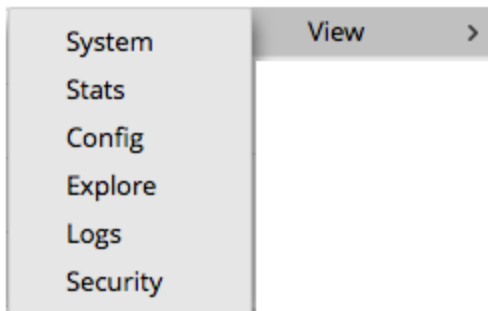 View >
System
Stats
Config
Explore
Logs
Security